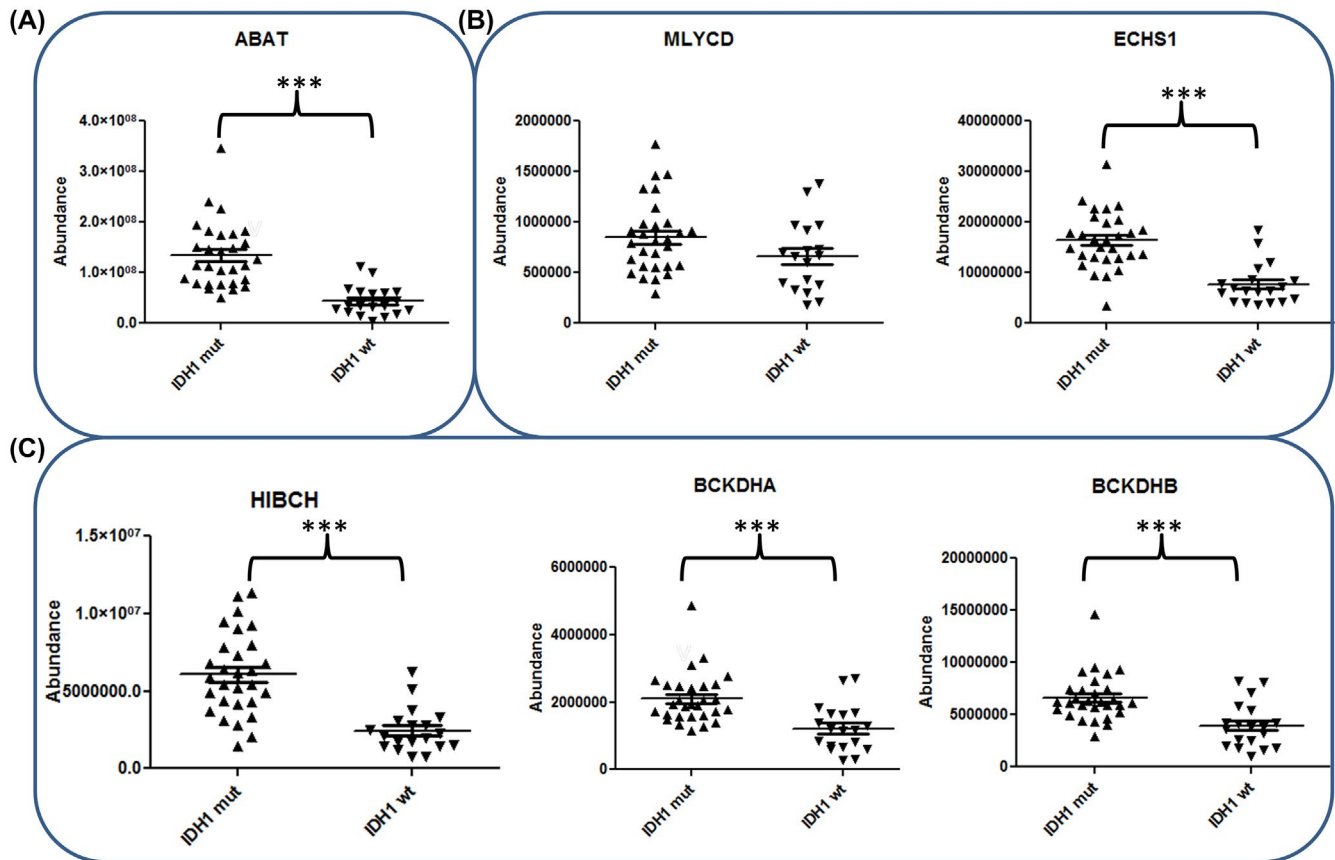 (A)
ABAT
***
4.0×10⁰⁸
3.0×10⁰⁸
2.0×10⁰⁸
1.0×10⁰⁸
0.0
Abundance
IDH1 mut
IDH1 wt
V
(B)
MLYCD
2000000
1500000
1000000
500000
0
Abundance
IDH1 mut
IDH1 wt
ECHS1
***
40000000
30000000
20000000
10000000
0
Abundance
IDH1 mut
IDH1 wt
(C)
HIBCH
***
1.5×10⁰⁷
1.0×10⁰⁷
5000000.0
0.0
Abundance
IDH1 mut
IDH1 wt
BCKDHA
***
6000000
4000000
2000000
0
Abundance
V
IDH1 mut
IDH1 wt
BCKDHB
***
20000000
15000000
10000000
5000000
0
Abundance
IDH1 mut
IDH1 wt